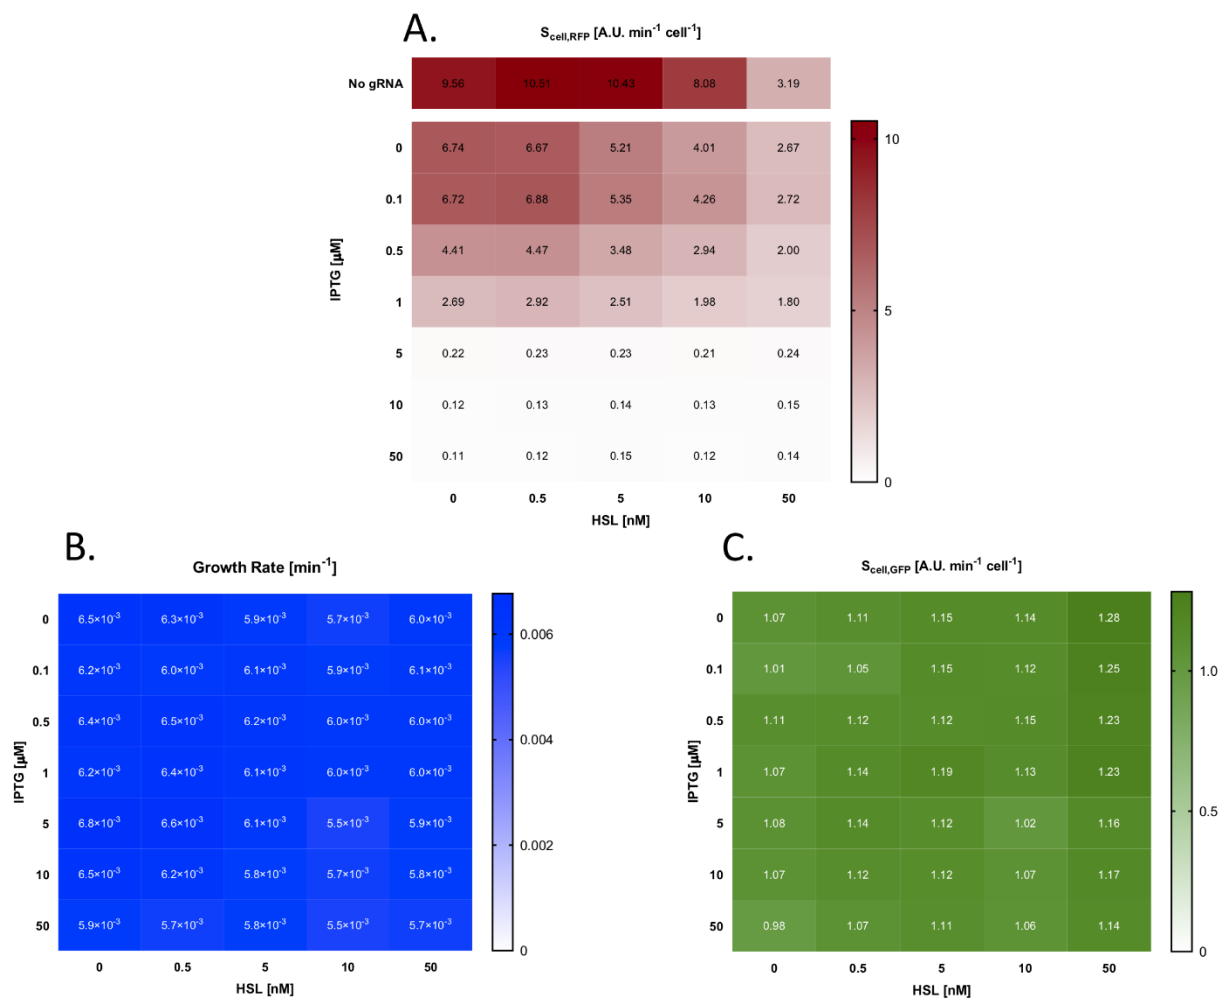 A.
S_cell,RFP [A.U. min⁻¹ cell⁻¹]
No gRNA 9.56 10.51 10.43 8.08 3.19
0 6.74 6.67 5.21 4.01 2.67
0.1 6.72 6.88 5.35 4.26 2.72
0.5 4.41 4.47 3.48 2.94 2.00
1 2.69 2.92 2.51 1.98 1.80
5 0.22 0.23 0.23 0.21 0.24
10 0.12 0.13 0.14 0.13 0.15
50 0.11 0.12 0.15 0.12 0.14
0 0.5 5 10 50
HSL [nM]
IPTG [µM]
10
5
0
B.
Growth Rate [min⁻¹]
0 6.5×10⁻³ 6.3×10⁻³ 5.9×10⁻³ 5.7×10⁻³ 6.0×10⁻³
0.1 6.2×10⁻³ 6.0×10⁻³ 6.1×10⁻³ 5.9×10⁻³ 6.1×10⁻³
0.5 6.4×10⁻³ 6.5×10⁻³ 6.2×10⁻³ 6.0×10⁻³ 6.0×10⁻³
1 6.2×10⁻³ 6.4×10⁻³ 6.1×10⁻³ 6.0×10⁻³ 6.0×10⁻³
5 6.8×10⁻³ 6.6×10⁻³ 6.1×10⁻³ 5.5×10⁻³ 5.9×10⁻³
10 6.5×10⁻³ 6.2×10⁻³ 5.8×10⁻³ 5.7×10⁻³ 5.8×10⁻³
50 5.9×10⁻³ 5.7×10⁻³ 5.8×10⁻³ 5.5×10⁻³ 5.7×10⁻³
0 0.5 5 10 50
HSL [nM]
IPTG [µM]
0.006
0.004
0.002
0
C.
S_cell,GFP [A.U. min⁻¹ cell⁻¹]
0 1.07 1.11 1.15 1.14 1.28
0.1 1.01 1.05 1.15 1.12 1.25
0.5 1.11 1.12 1.12 1.15 1.23
1 1.07 1.14 1.19 1.13 1.23
5 1.08 1.14 1.12 1.02 1.16
10 1.07 1.12 1.12 1.07 1.17
50 0.98 1.07 1.11 1.06 1.14
0 0.5 5 10 50
HSL [nM]
IPTG [µM]
1.0
0.5
0